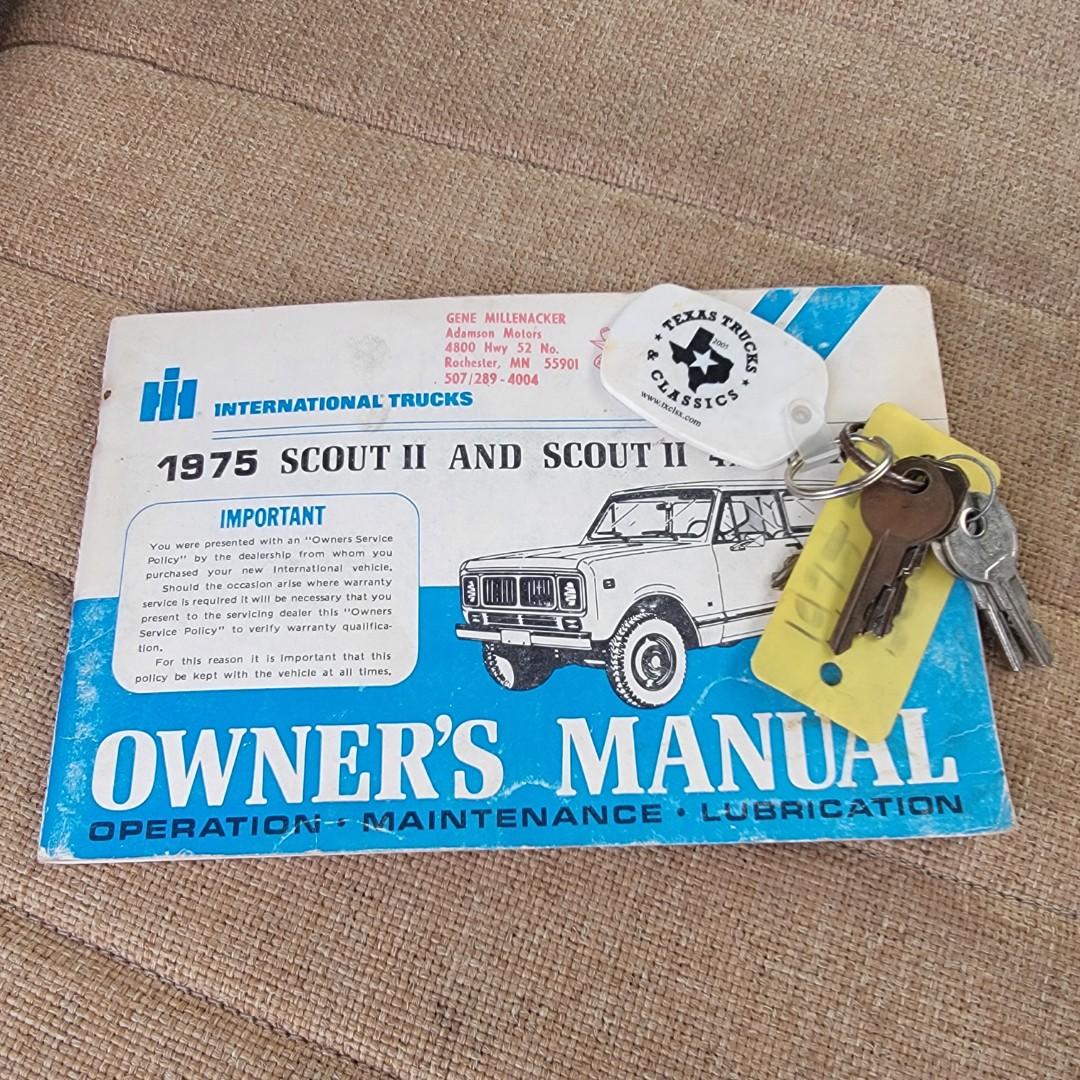 GENE MILLENACKER
Adamson Motors
4800 Hwy 52 No.
Rochester, MN 55901
507/289-4004
TEXAS TRUCKS
2005
& CLASSICS
www.txclsx.com
IH INTERNATIONAL TRUCKS
1975 SCOUT II AND SCOUT II
IMPORTANT
You were presented with an "Owners Service
Policy" by the dealership from whom you
purchased your new International vehicle.
Should the occasion arise where warranty
service is required it will be necessary that you
present to the servicing dealer this "Owners
Service Policy" to verify warranty qualifica-
tion.
For this reason it is important that this
policy be kept with the vehicle at all times.
1975
OWNER'S MANUAL
OPERATION • MAINTENANCE • LUBRICATION